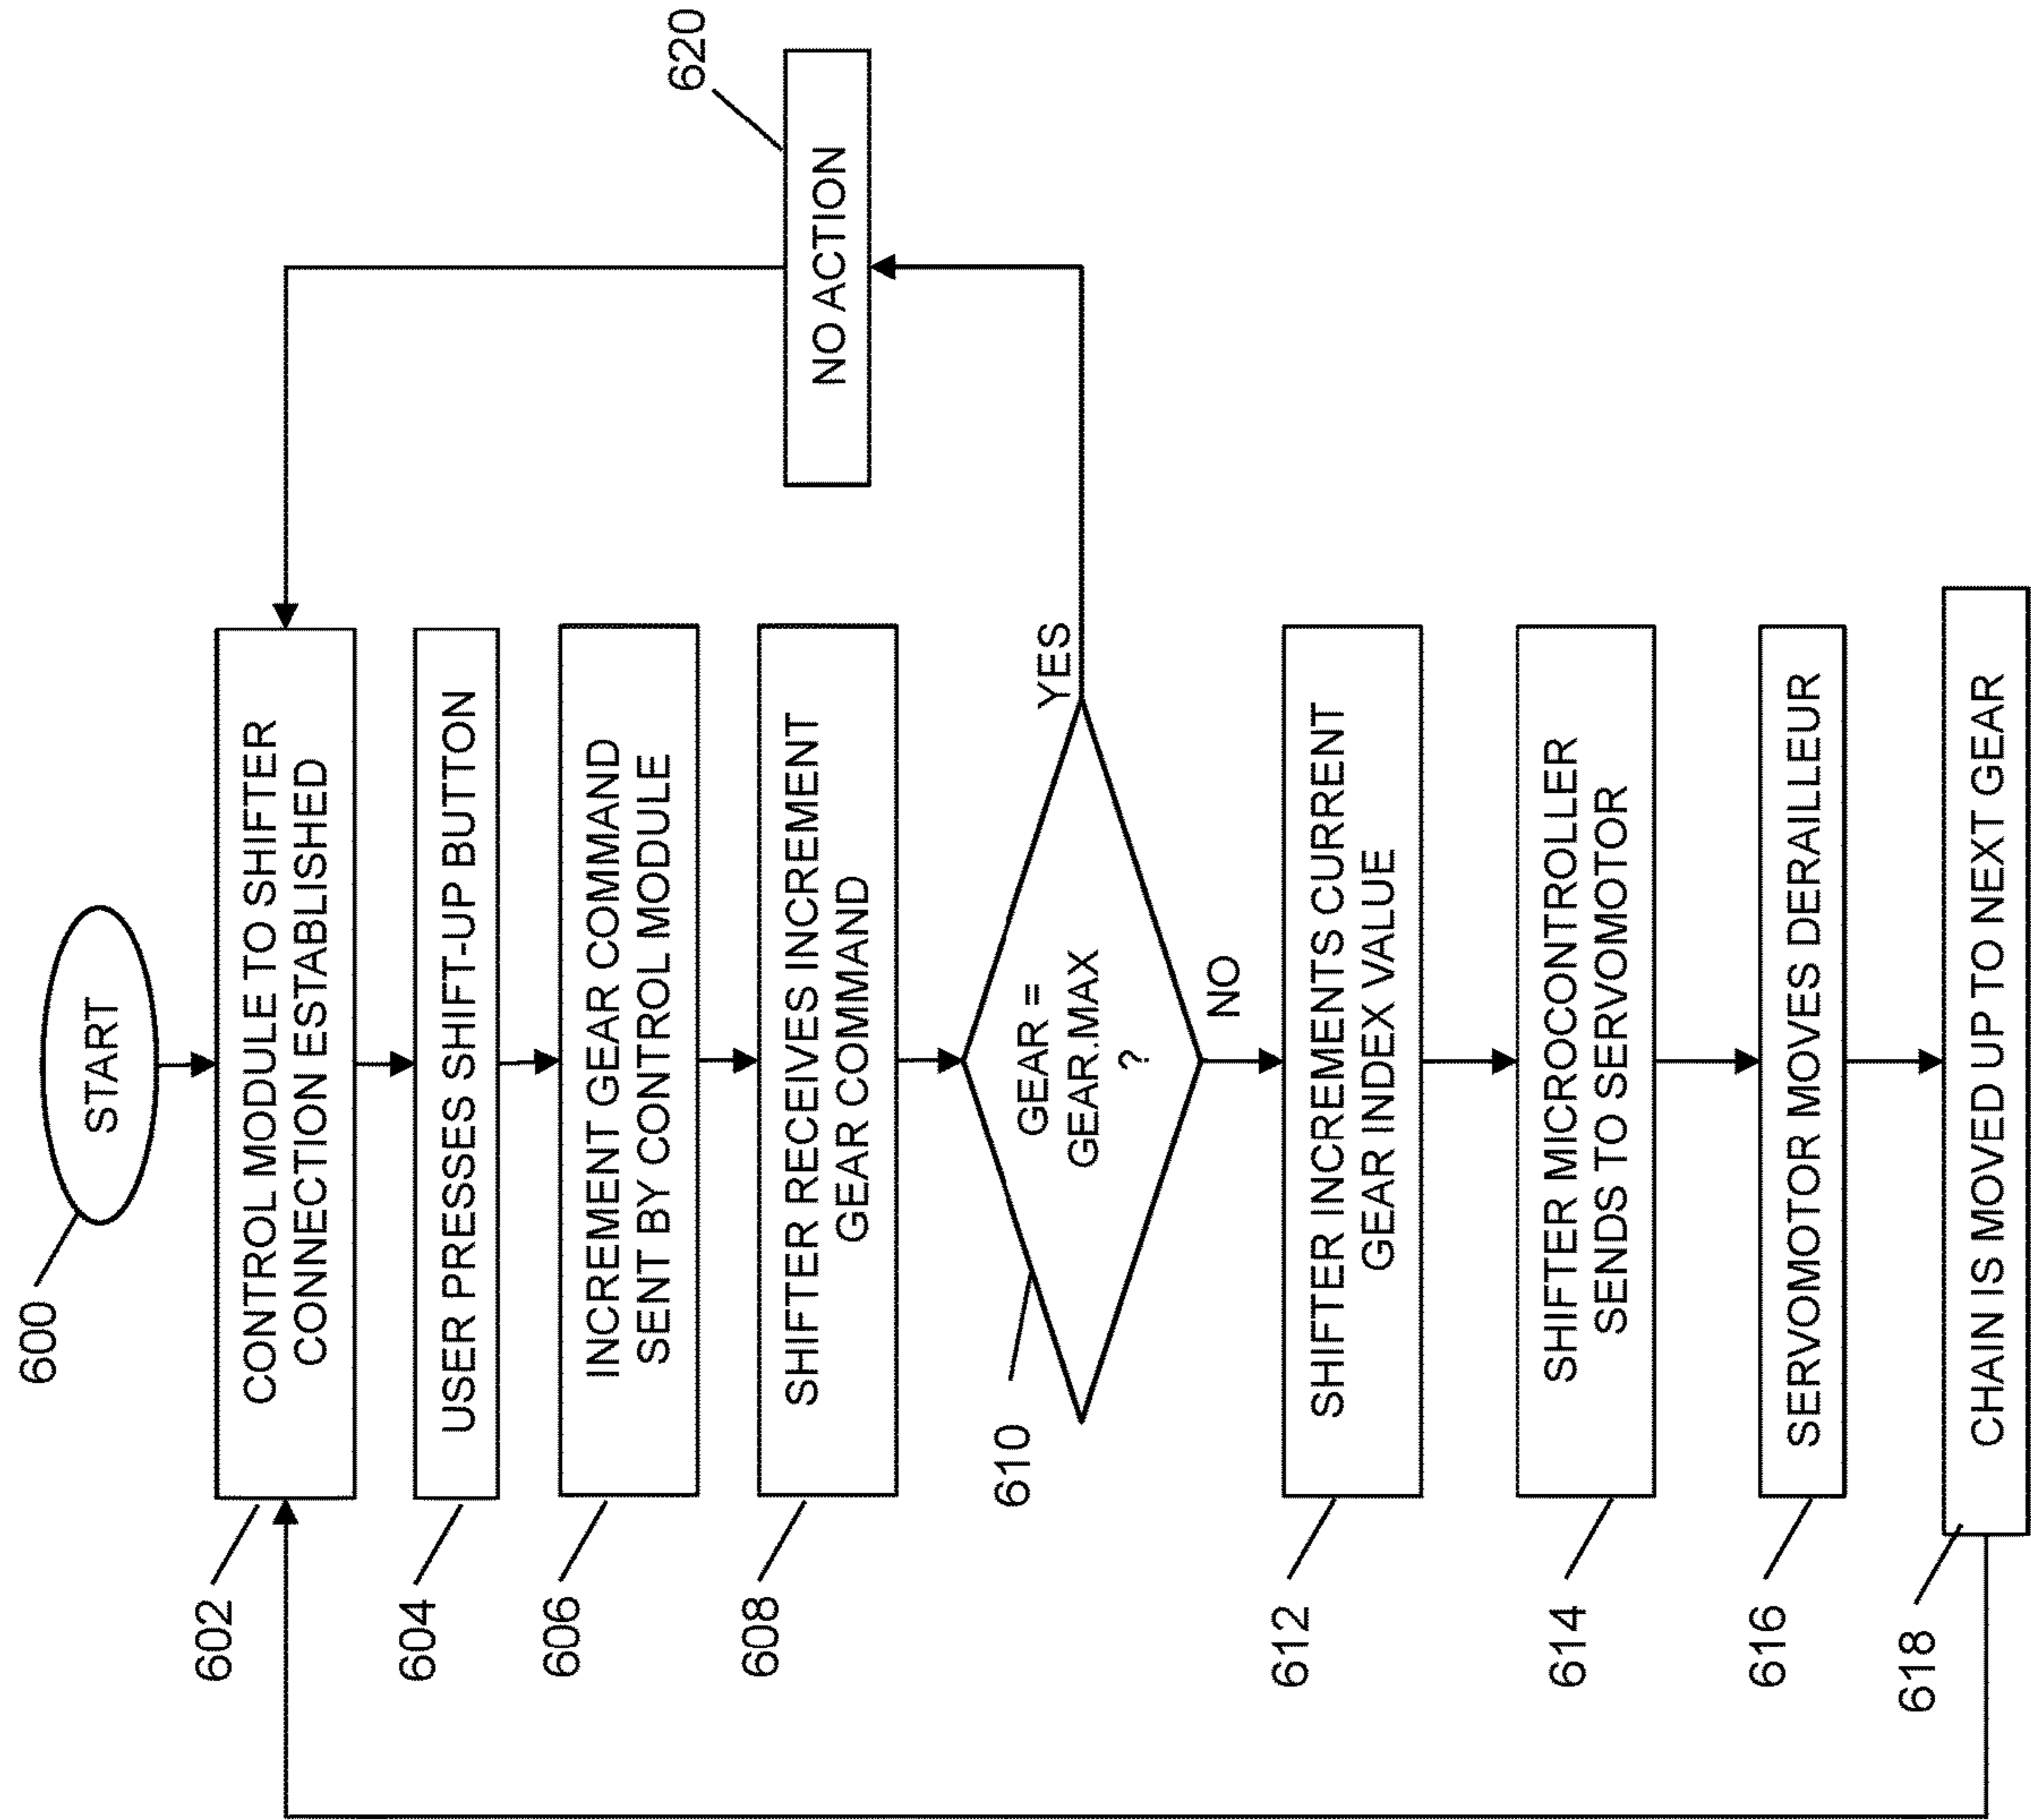 600
START
602
CONTROL MODULE TO SHIFTER
CONNECTION ESTABLISHED
604
USER PRESSES SHIFT-UP BUTTON
606
INCREMENT GEAR COMMAND
SENT BY CONTROL MODULE
608
SHIFTER RECEIVES INCREMENT
GEAR COMMAND
610
GEAR =
GEAR.MAX
?
YES
NO
620
NO ACTION
612
SHIFTER INCREMENTS CURRENT
GEAR INDEX VALUE
614
SHIFTER MICROCONTROLLER
SENDS TO SERVOMOTOR
616
SERVOMOTOR MOVES DERAILLEUR
618
CHAIN IS MOVED UP TO NEXT GEAR